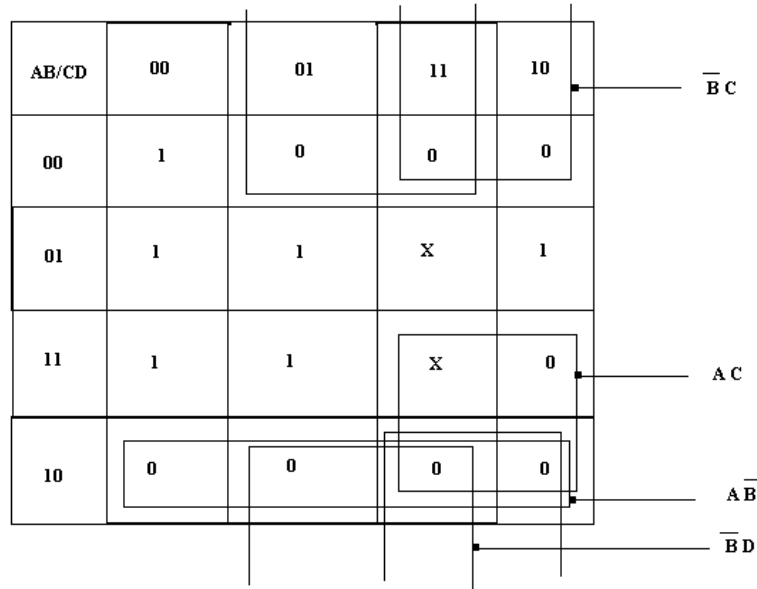 AB/CD 00 01 11 10
B̅ C
00 1 0 0 0
01 1 1 X 1
11 1 1 X 0
A C
10 0 0 0 0
A B̅
B̅ D